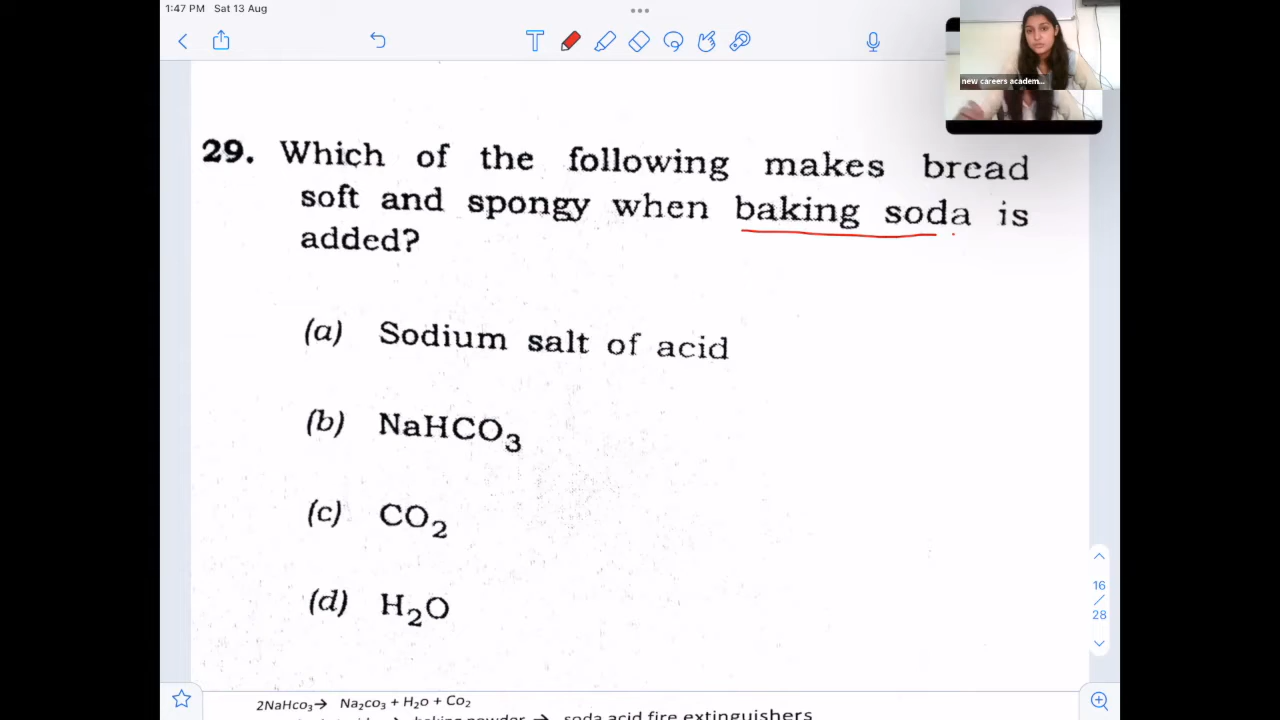 1:47 PM Sat 13 Aug
new careers academ...
29. Which of the following makes bread
soft and spongy when baking soda is
added?
(a) Sodium salt of acid
(b) NaHCO₃
(c) CO₂
(d) H₂O
16
/
28
2NaHco₃→ Na₂co₃ + H₂o + Co₂
baking powder → soda acid fire extinguishers